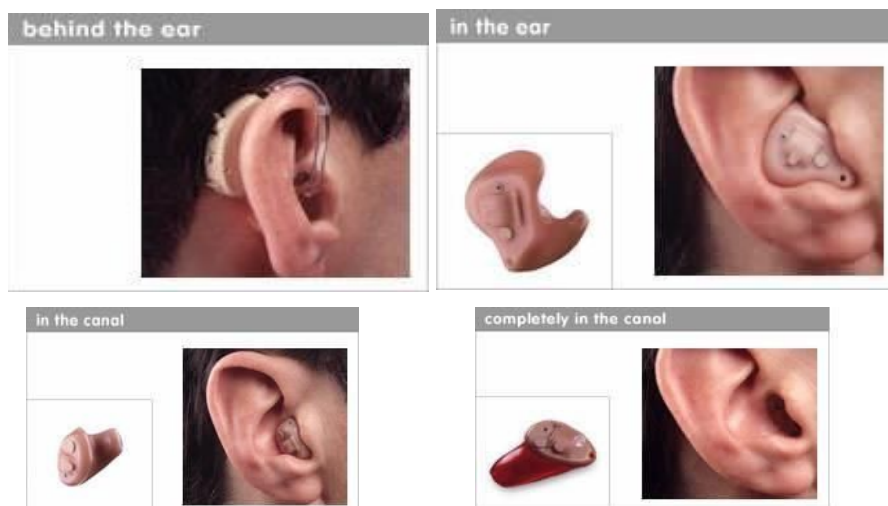 behind the ear
in the ear
in the canal
completely in the canal